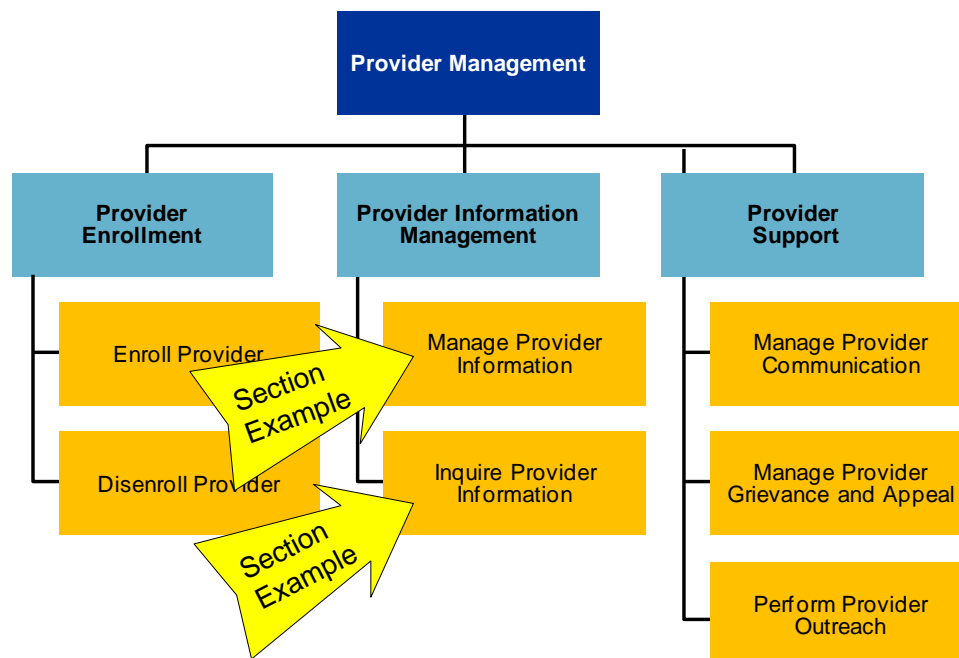 Provider Management
Provider
Enrollment
Provider Information
Management
Provider
Support
Enroll Provider
Disenroll Provider
Section
Example
Section
Example
Manage Provider
Information
Inquire Provider
Information
Manage Provider
Communication
Manage Provider
Grievance and Appeal
Perform Provider
Outreach